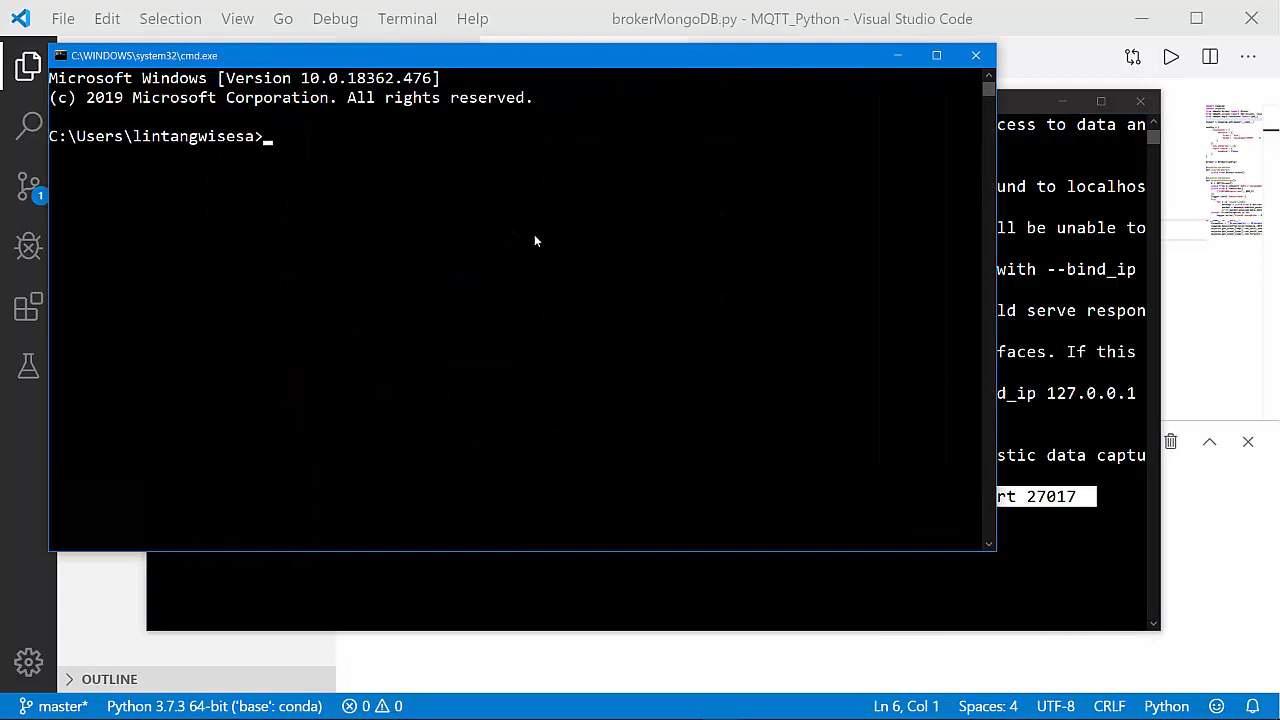 File Edit Selection View Go Debug Terminal Help
brokerMongoDB.py - MQTT_Python - Visual Studio Code
C:\WINDOWS\system32\cmd.exe
Microsoft Windows [Version 10.0.18362.476]
(c) 2019 Microsoft Corporation. All rights reserved.
C:\Users\lintangwisesa>
cess to data an
und to localhos
ll be unable to
with --bind_ip
ld serve respon
faces. If this
d_ip 127.0.0.1
stic data captu
rt 27017
1
OUTLINE
master* Python 3.7.3 64-bit ('base': conda) 0 0 Ln 6, Col 1 Spaces: 4 UTF-8 CRLF Python